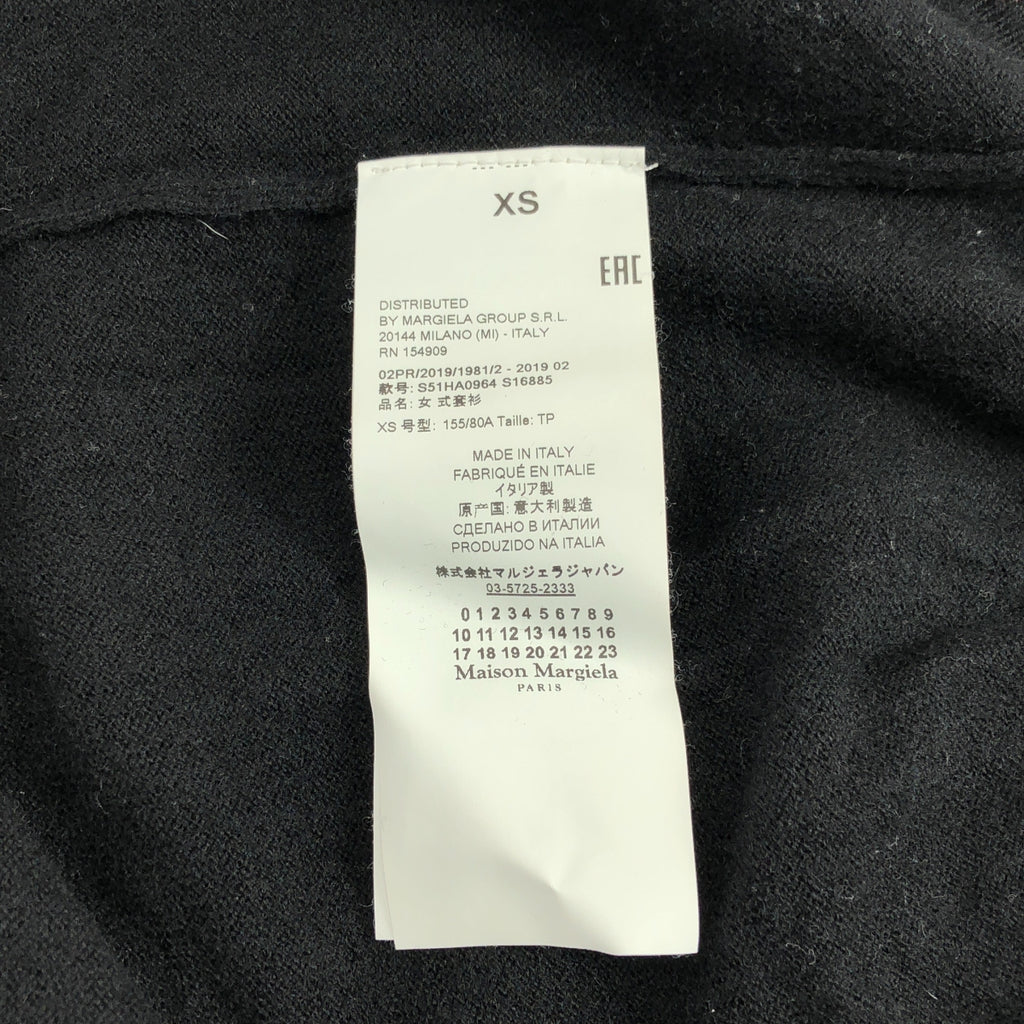 XS
EAC
DISTRIBUTED
BY MARGIELA GROUP S.R.L.
20144 MILANO (MI) - ITALY
RN 154909
02PR/2019/1981/2 - 2019 02
款号: S51HA0964 S16885
品名: 女 式套衫
XS 号型: 155/80A Taille: TP
MADE IN ITALY
FABRIQUÉ EN ITALIE
イタリア製
原产国: 意大利製造
СДЕЛАНО В ИТАЛИИ
PRODUZIDO NA ITALIA
株式会社マルジェラジャパン
03-5725-2333
0 1 2 3 4 5 6 7 8 9
10 11 12 13 14 15 16
17 18 19 20 21 22 23
Maison Margiela
PARIS